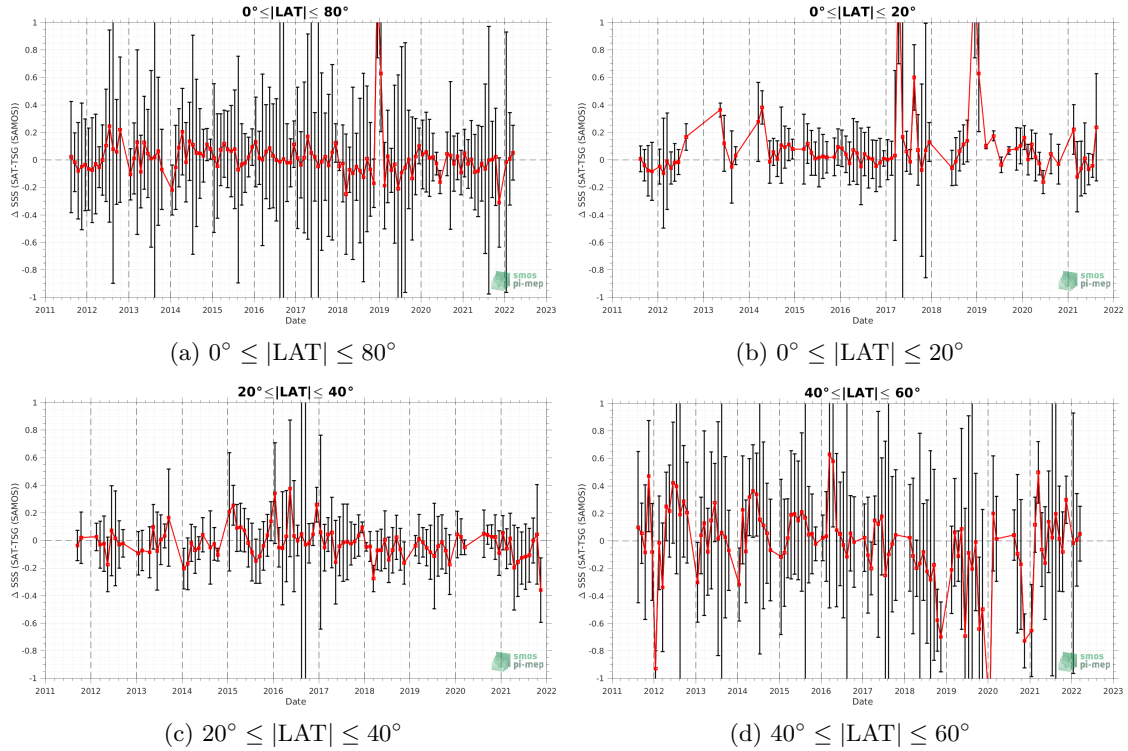 0°≤|LAT|≤ 80°
Δ SSS (SAT-TSG (SAMOS))
1
0.8
0.6
0.4
0.2
0
-0.2
-0.4
-0.6
-0.8
-1
2011 2012 2013 2014 2015 2016 2017 2018 2019 2020 2021 2022 2023
Date
smos
pi-mep
(a) 0° ≤ |LAT| ≤ 80°
0°≤|LAT|≤ 20°
Δ SSS (SAT-TSG (SAMOS))
1
0.8
0.6
0.4
0.2
0
-0.2
-0.4
-0.6
-0.8
-1
2011 2012 2013 2014 2015 2016 2017 2018 2019 2020 2021 2022
Date
smos
pi-mep
(b) 0° ≤ |LAT| ≤ 20°
20°≤|LAT|≤ 40°
Δ SSS (SAT-TSG (SAMOS))
1
0.8
0.6
0.4
0.2
0
-0.2
-0.4
-0.6
-0.8
-1
2011 2012 2013 2014 2015 2016 2017 2018 2019 2020 2021 2022
Date
smos
pi-mep
(c) 20° ≤ |LAT| ≤ 40°
40°≤|LAT|≤ 60°
Δ SSS (SAT-TSG (SAMOS))
1
0.8
0.6
0.4
0.2
0
-0.2
-0.4
-0.6
-0.8
-1
2011 2012 2013 2014 2015 2016 2017 2018 2019 2020 2021 2022 2023
Date
smos
pi-mep
(d) 40° ≤ |LAT| ≤ 60°